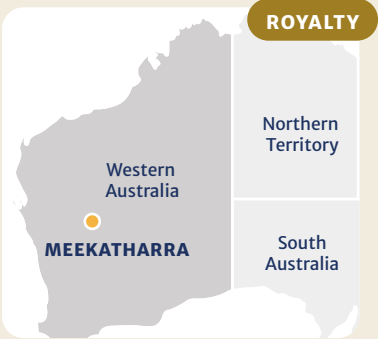 ROYALTY
Northern
Territory
Western
Australia
MEEKATHARRA
South
Australia